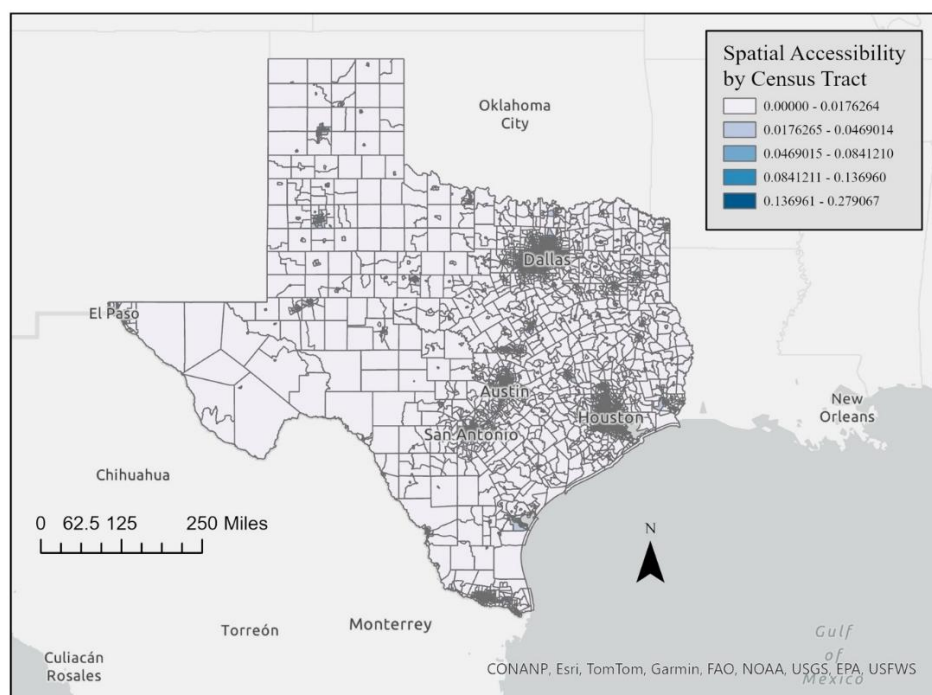 Spatial Accessibility
by Census Tract
0.00000 - 0.0176264
0.0176265 - 0.0469014
0.0469015 - 0.0841210
0.0841211 - 0.136960
0.136961 - 0.279067
Oklahoma
City
Dallas
El Paso
Austin
Houston
San Antonio
New
Orleans
Chihuahua
0 62.5 125 250 Miles
N
Torreón
Monterrey
Gulf
of
Mexico
Culiacán
Rosales
CONANP, Esri, TomTom, Garmin, FAO, NOAA, USGS, EPA, USFWS